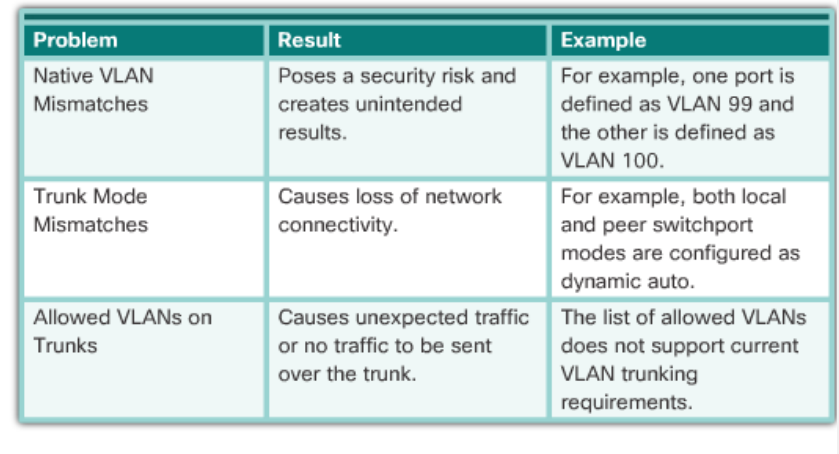 Problem
Result
Example
Native VLAN
Mismatches
Poses a security risk and
creates unintended
results.
For example, one port is
defined as VLAN 99 and
the other is defined as
VLAN 100.
Trunk Mode
Mismatches
Causes loss of network
connectivity.
For example, both local
and peer switchport
modes are configured as
dynamic auto.
Allowed VLANs on
Trunks
Causes unexpected traffic
or no traffic to be sent
over the trunk.
The list of allowed VLANs
does not support current
VLAN trunking
requirements.